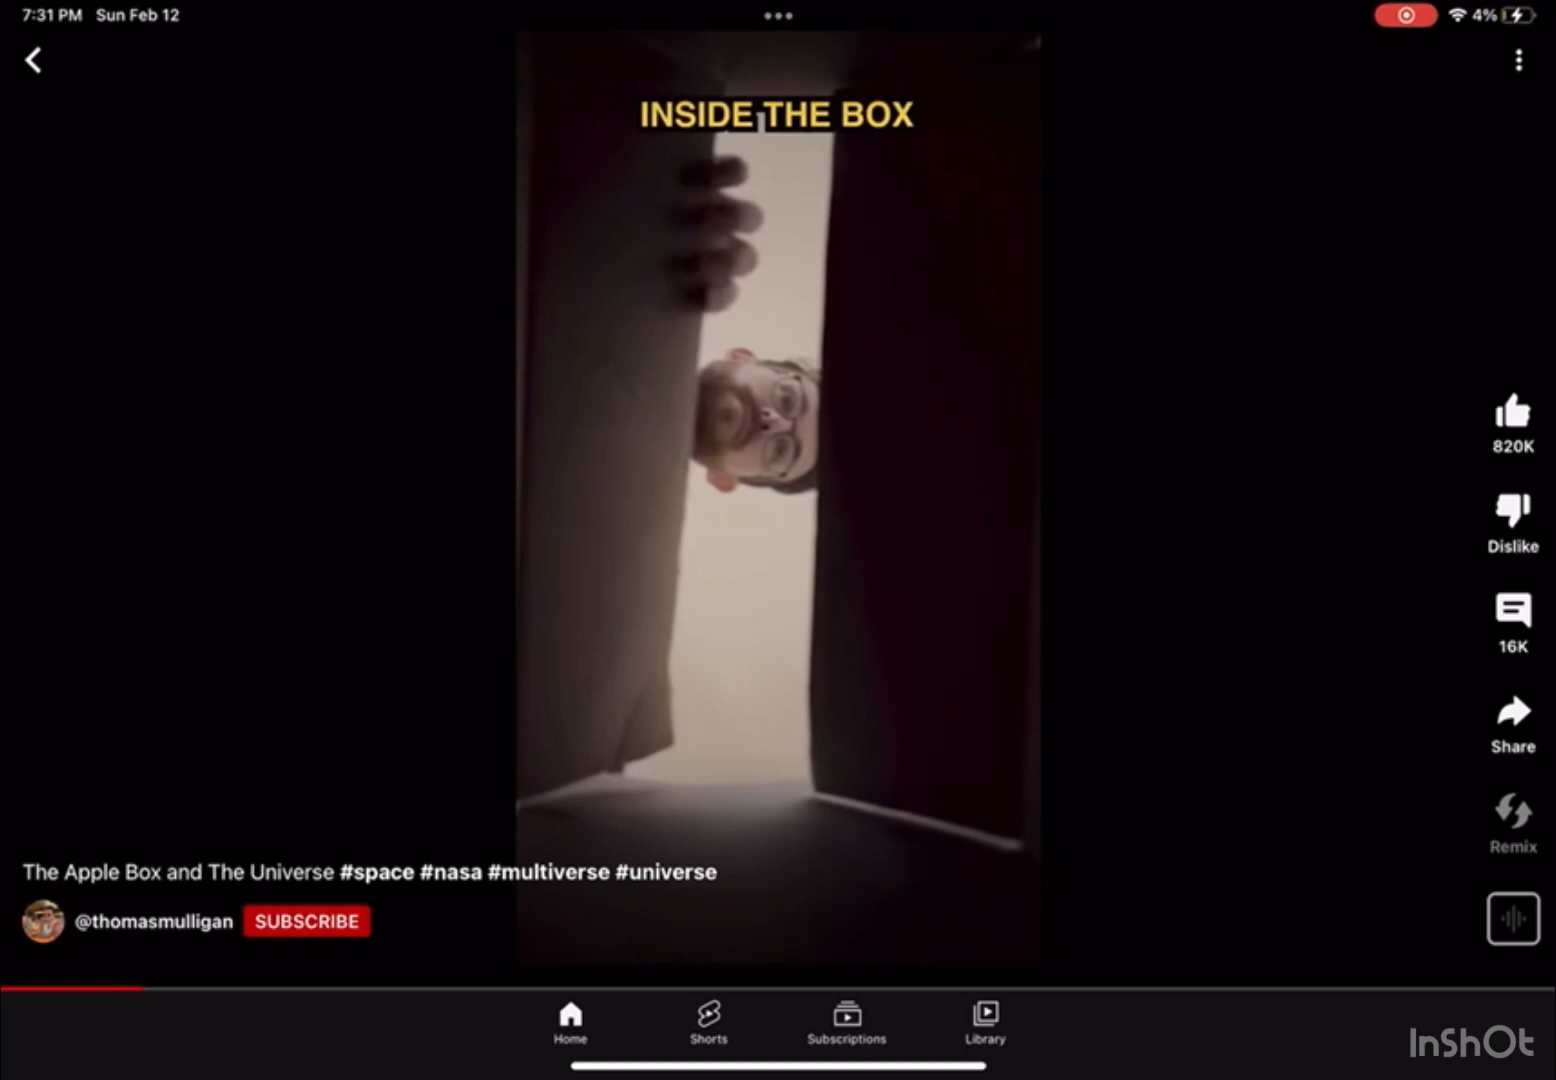 7:31 PM Sun Feb 12
4%
INSIDE THE BOX
820K
Dislike
16K
Share
Remix
The Apple Box and The Universe #space #nasa #multiverse #universe
@thomasmulligan SUBSCRIBE
Home Shorts Subscriptions Library
InShOt